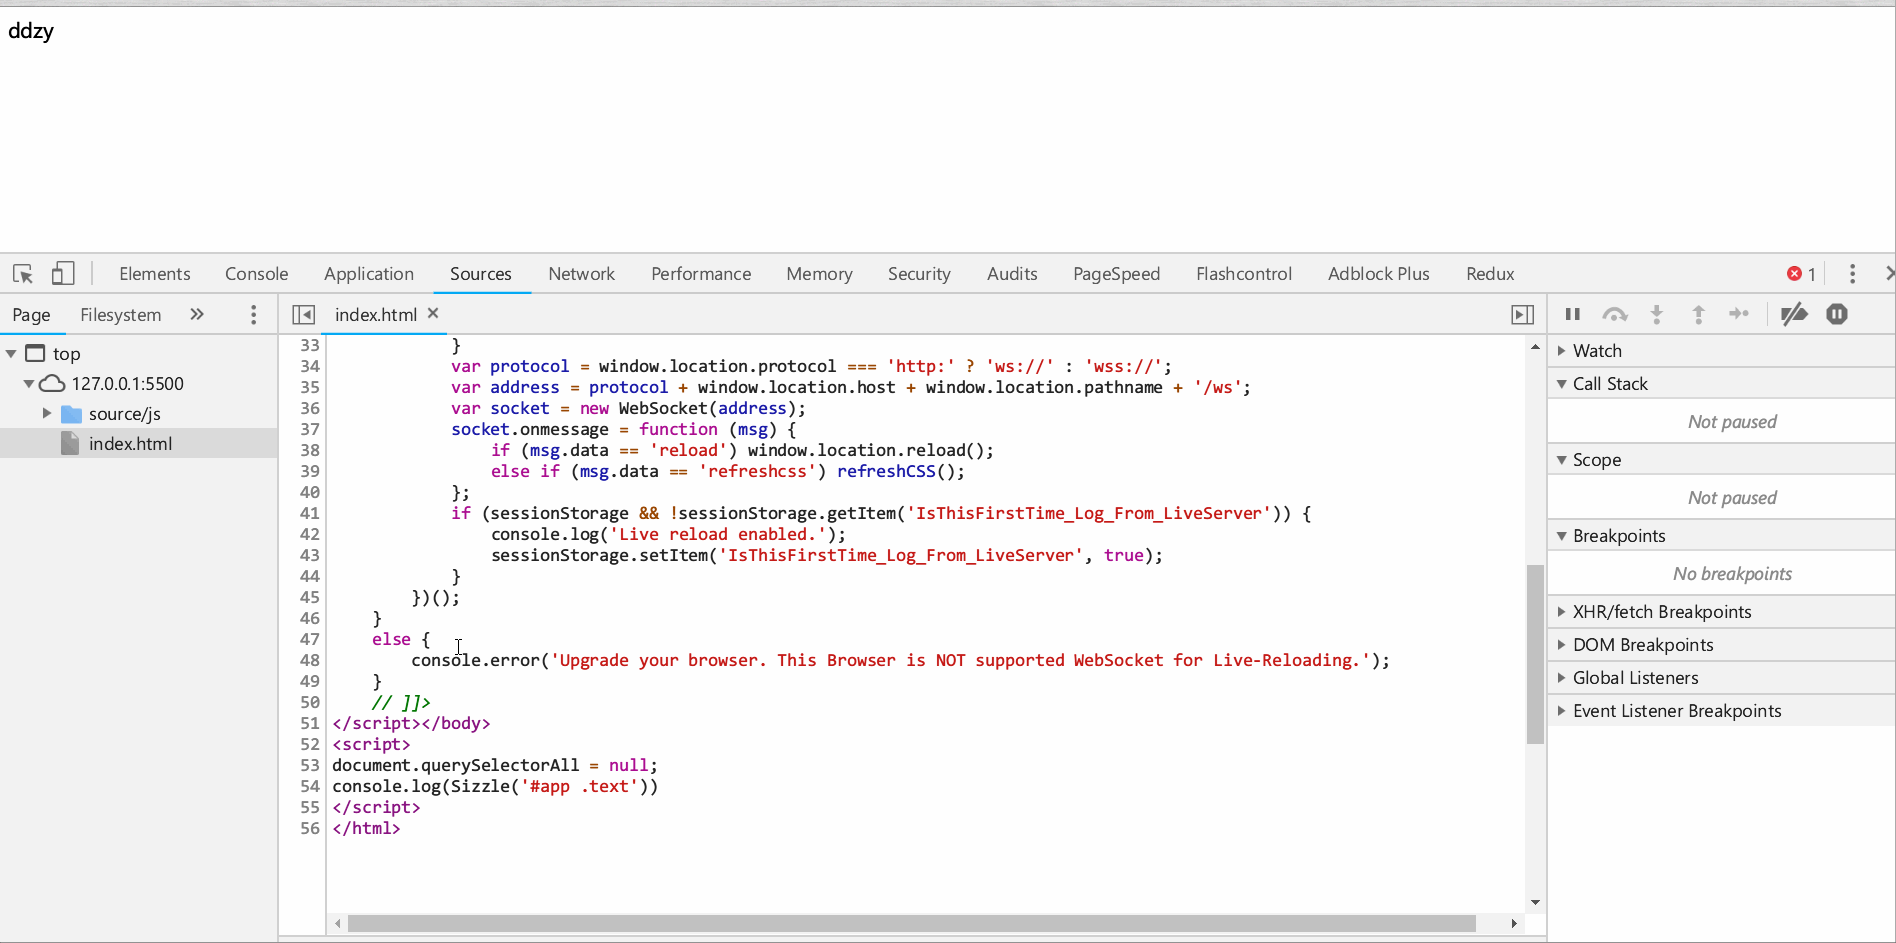 ddzy
Elements Console Application Sources Network Performance Memory Security Audits PageSpeed Flashcontrol Adblock Plus Redux 1
Page Filesystem » index.html ×
top
127.0.0.1:5500
source/js
index.html
33 }
34 var protocol = window.location.protocol === 'http:' ? 'ws://' : 'wss://';
35 var address = protocol + window.location.host + window.location.pathname + '/ws';
36 var socket = new WebSocket(address);
37 socket.onmessage = function (msg) {
38 if (msg.data == 'reload') window.location.reload();
39 else if (msg.data == 'refreshcss') refreshCSS();
40 };
41 if (sessionStorage && !sessionStorage.getItem('IsThisFirstTime_Log_From_LiveServer')) {
42 console.log('Live reload enabled.');
43 sessionStorage.setItem('IsThisFirstTime_Log_From_LiveServer', true);
44 }
45 })();
46 }
47 else {
48 console.error('Upgrade your browser. This Browser is NOT supported WebSocket for Live-Reloading.');
49 }
50 // ]]>
51 </script></body>
52 <script>
53 document.querySelectorAll = null;
54 console.log(Sizzle('#app .text'))
55 </script>
56 </html>
Watch
Call Stack
Not paused
Scope
Not paused
Breakpoints
No breakpoints
XHR/fetch Breakpoints
DOM Breakpoints
Global Listeners
Event Listener Breakpoints